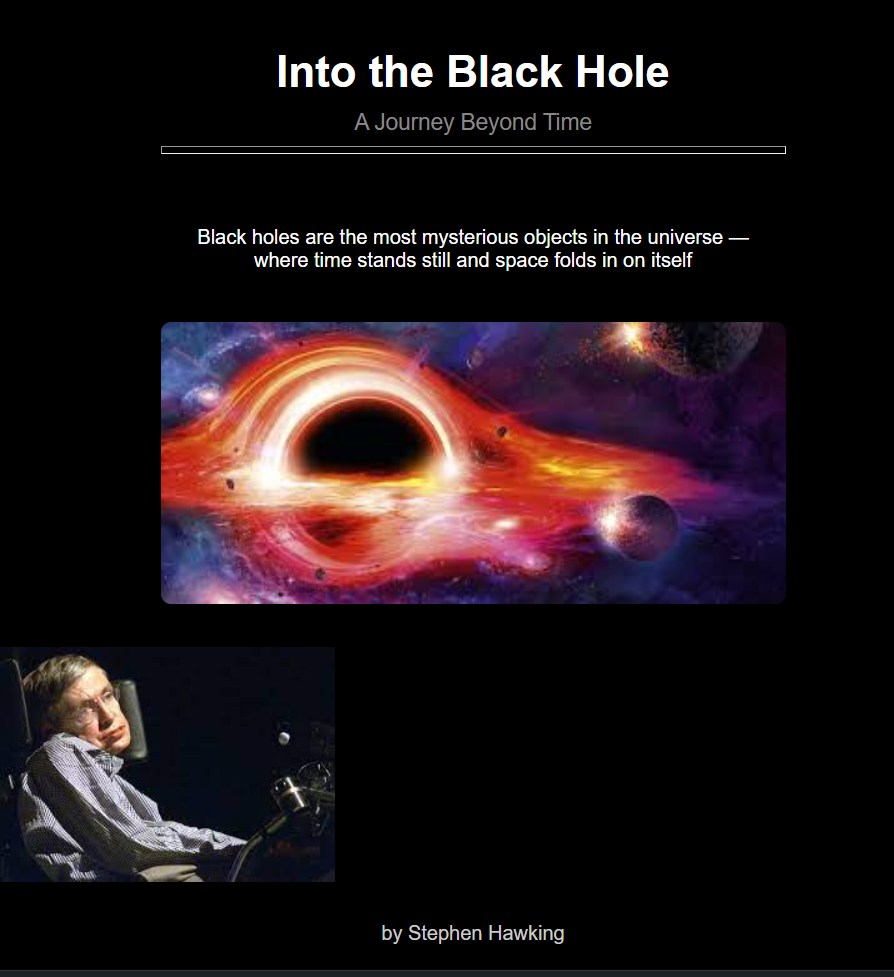 Into the Black Hole
A Journey Beyond Time
Black holes are the most mysterious objects in the universe —
where time stands still and space folds in on itself
by Stephen Hawking